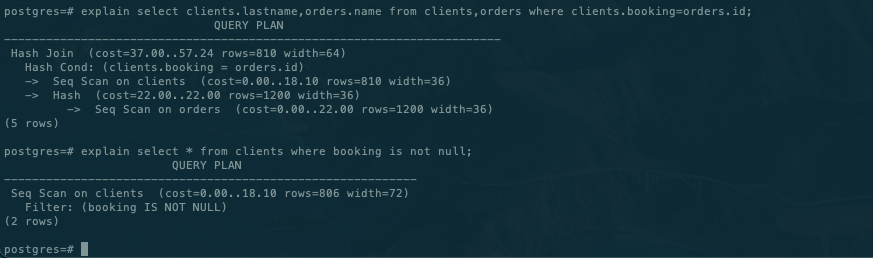 postgres=# explain select clients.lastname,orders.name from clients,orders where clients.booking=orders.id;
QUERY PLAN
-----------------------------------------------------------------------
Hash Join  (cost=37.00..57.24 rows=810 width=64)
Hash Cond: (clients.booking = orders.id)
->  Seq Scan on clients  (cost=0.00..18.10 rows=810 width=36)
->  Hash  (cost=22.00..22.00 rows=1200 width=36)
->  Seq Scan on orders  (cost=0.00..22.00 rows=1200 width=36)
(5 rows)
postgres=# explain select * from clients where booking is not null;
QUERY PLAN
-----------------------------------------------------------
Seq Scan on clients  (cost=0.00..18.10 rows=806 width=72)
Filter: (booking IS NOT NULL)
(2 rows)
postgres=#